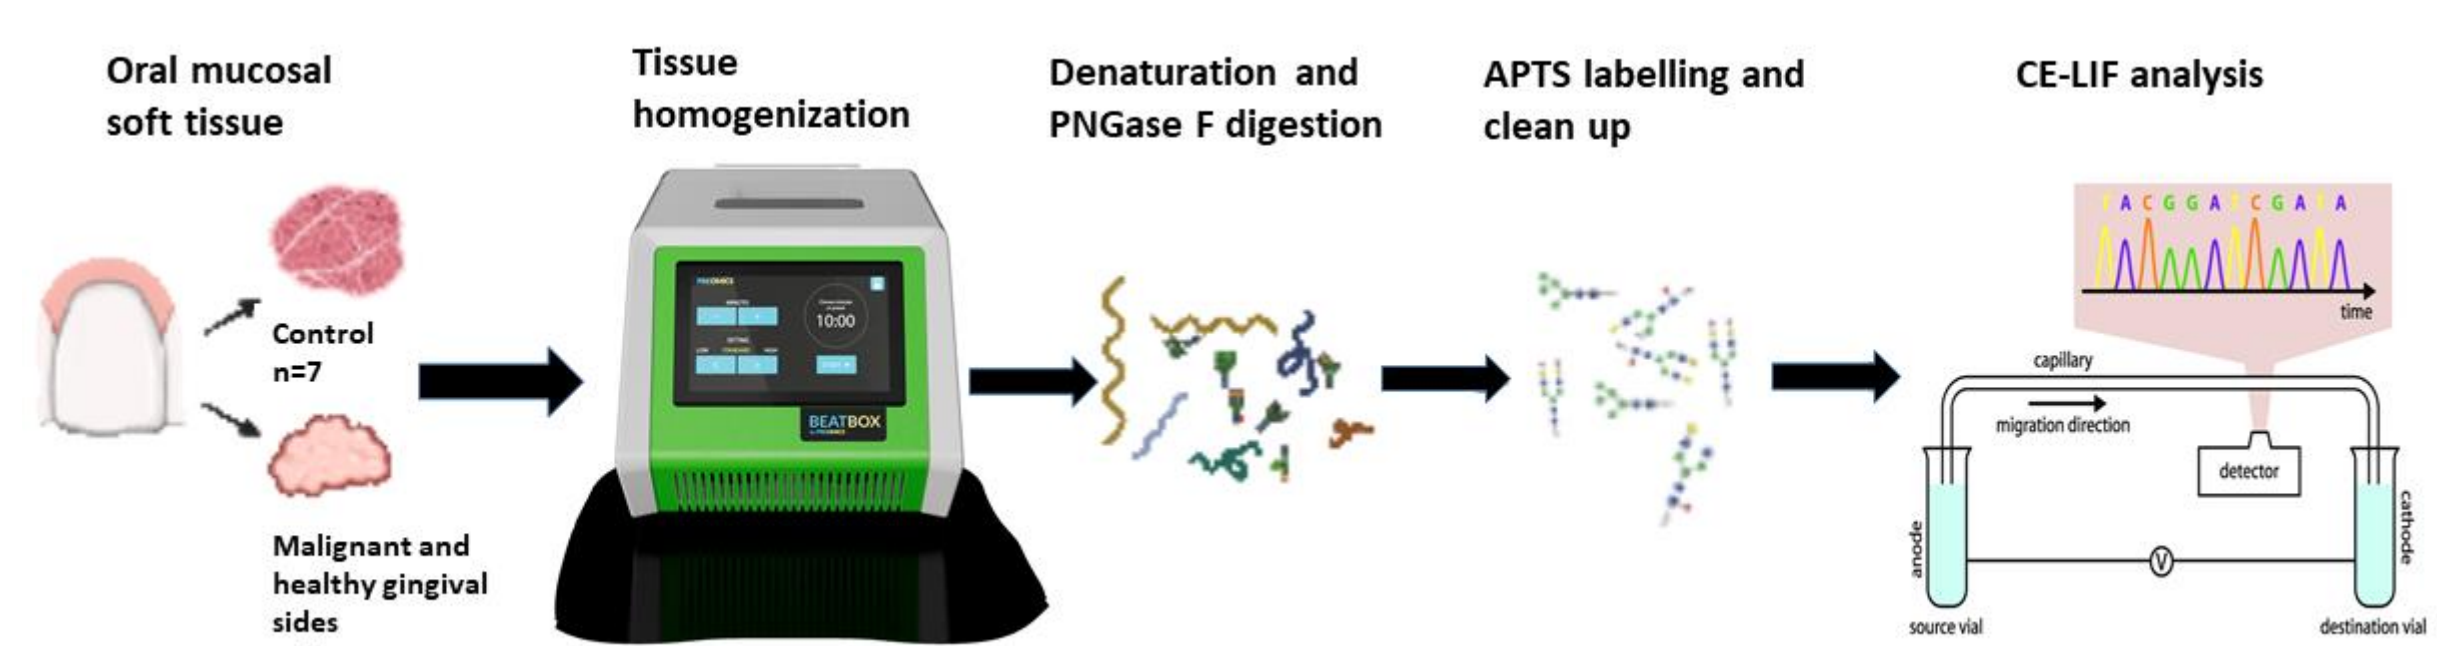 Oral mucosal
soft tissue
Control
n=7
Malignant and
healthy gingival
sides
Tissue
homogenization
10:00
BEATBOX
Denaturation and
PNGase F digestion
APTS labelling and
clean up
CE-LIF analysis
A C G G A T C G A T A
time
capillary
migration direction
detector
anode
cathode
V
source vial
destination vial